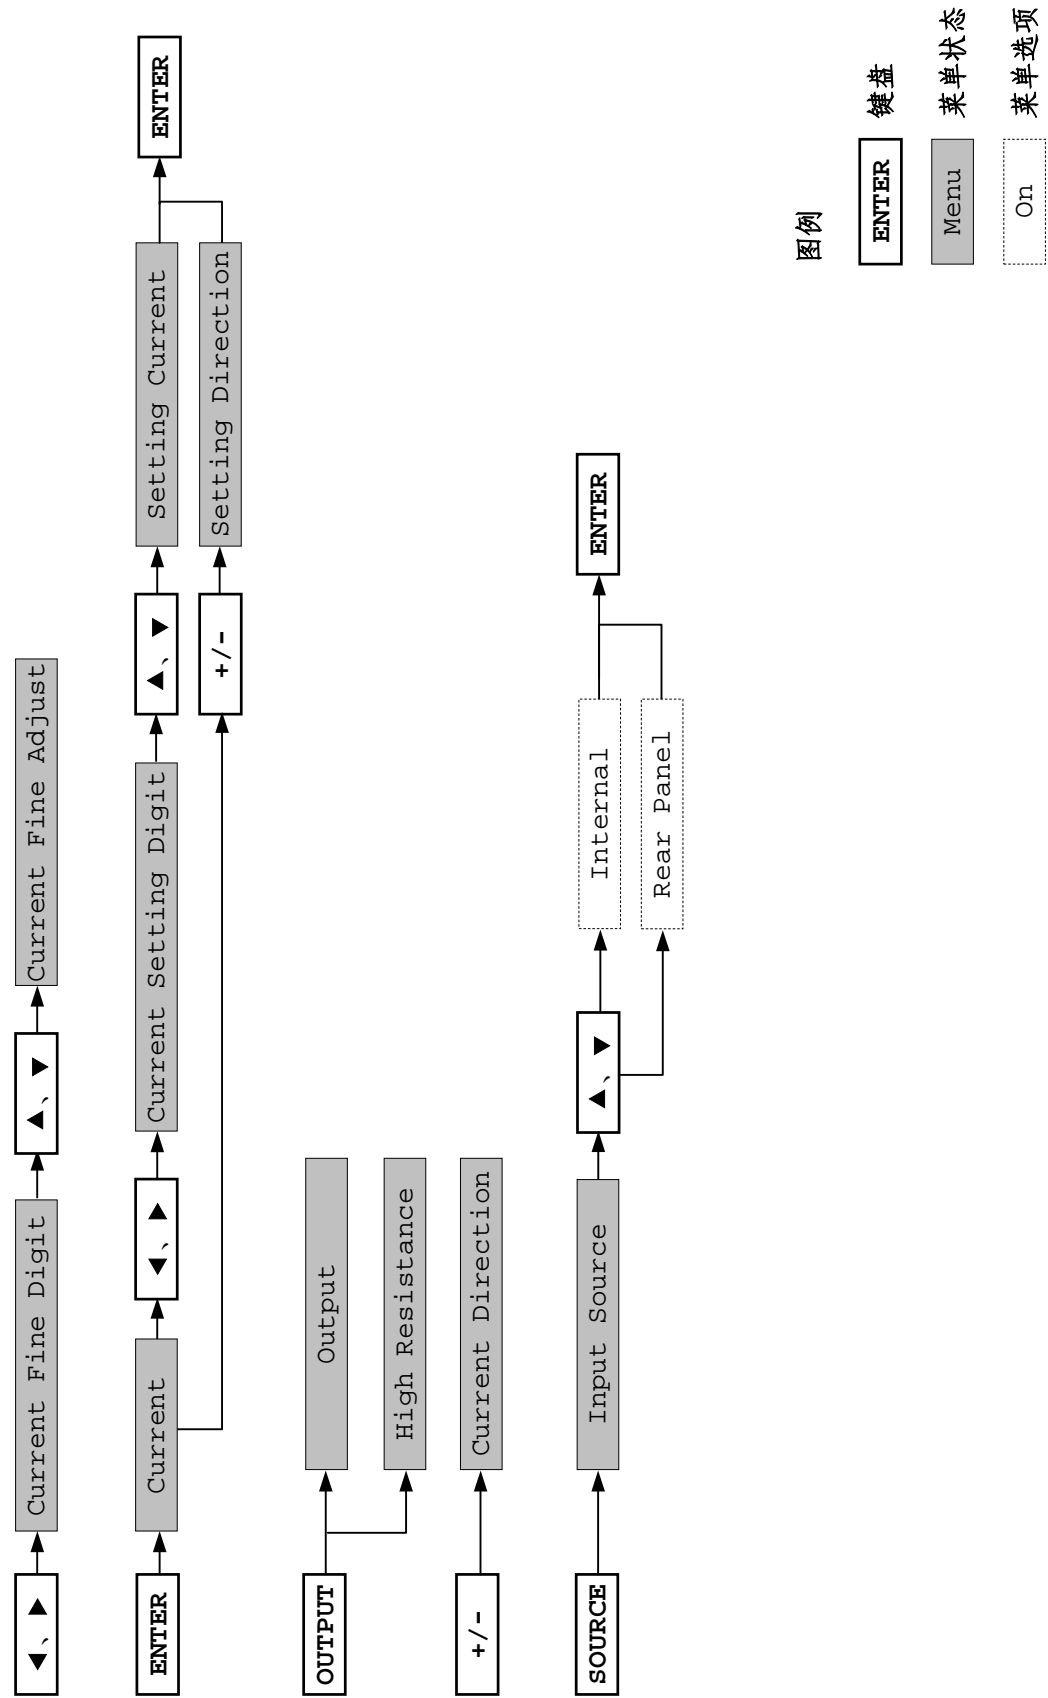 ◀、▶
Current Fine Digit
▲、▼
Current Fine Adjust
ENTER
Current
◀、▶
Current Setting Digit
▲、▼
Setting Current
ENTER
+/-
Setting Direction
OUTPUT
Output
High Resistance
+/-
Current Direction
SOURCE
Input Source
▲、▼
Internal
ENTER
Rear Panel
图例
ENTER 键盘
Menu 菜单状态
On 菜单选项